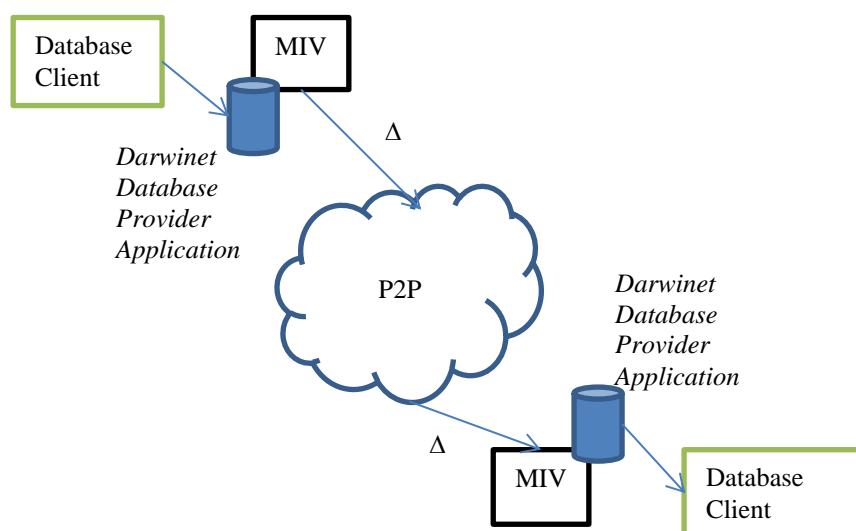 Database
Client
MIV
Δ
Darwinet
Database
Provider
Application
P2P
Darwinet
Database
Provider
Application
Δ
MIV
Database
Client